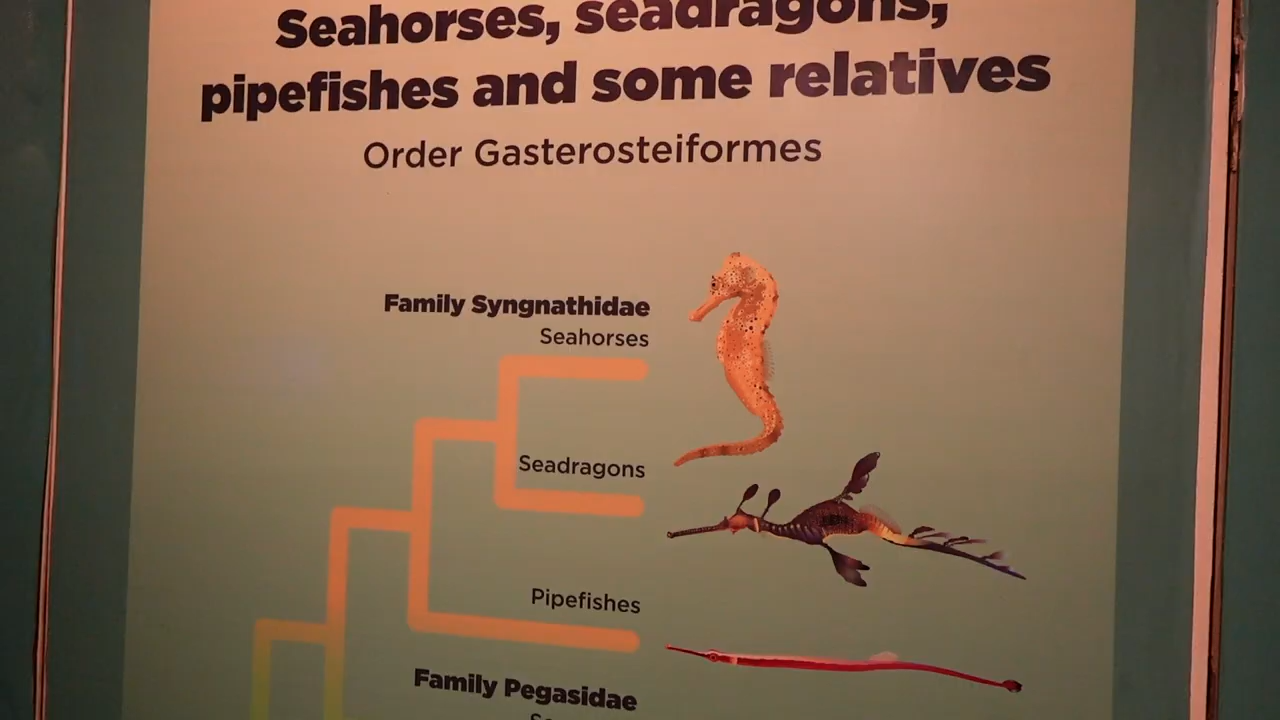 Seahorses, seadragons,
pipefishes and some relatives
Order Gasterosteiformes
Family Syngnathidae
Seahorses
Seadragons
Pipefishes
Family Pegasidae